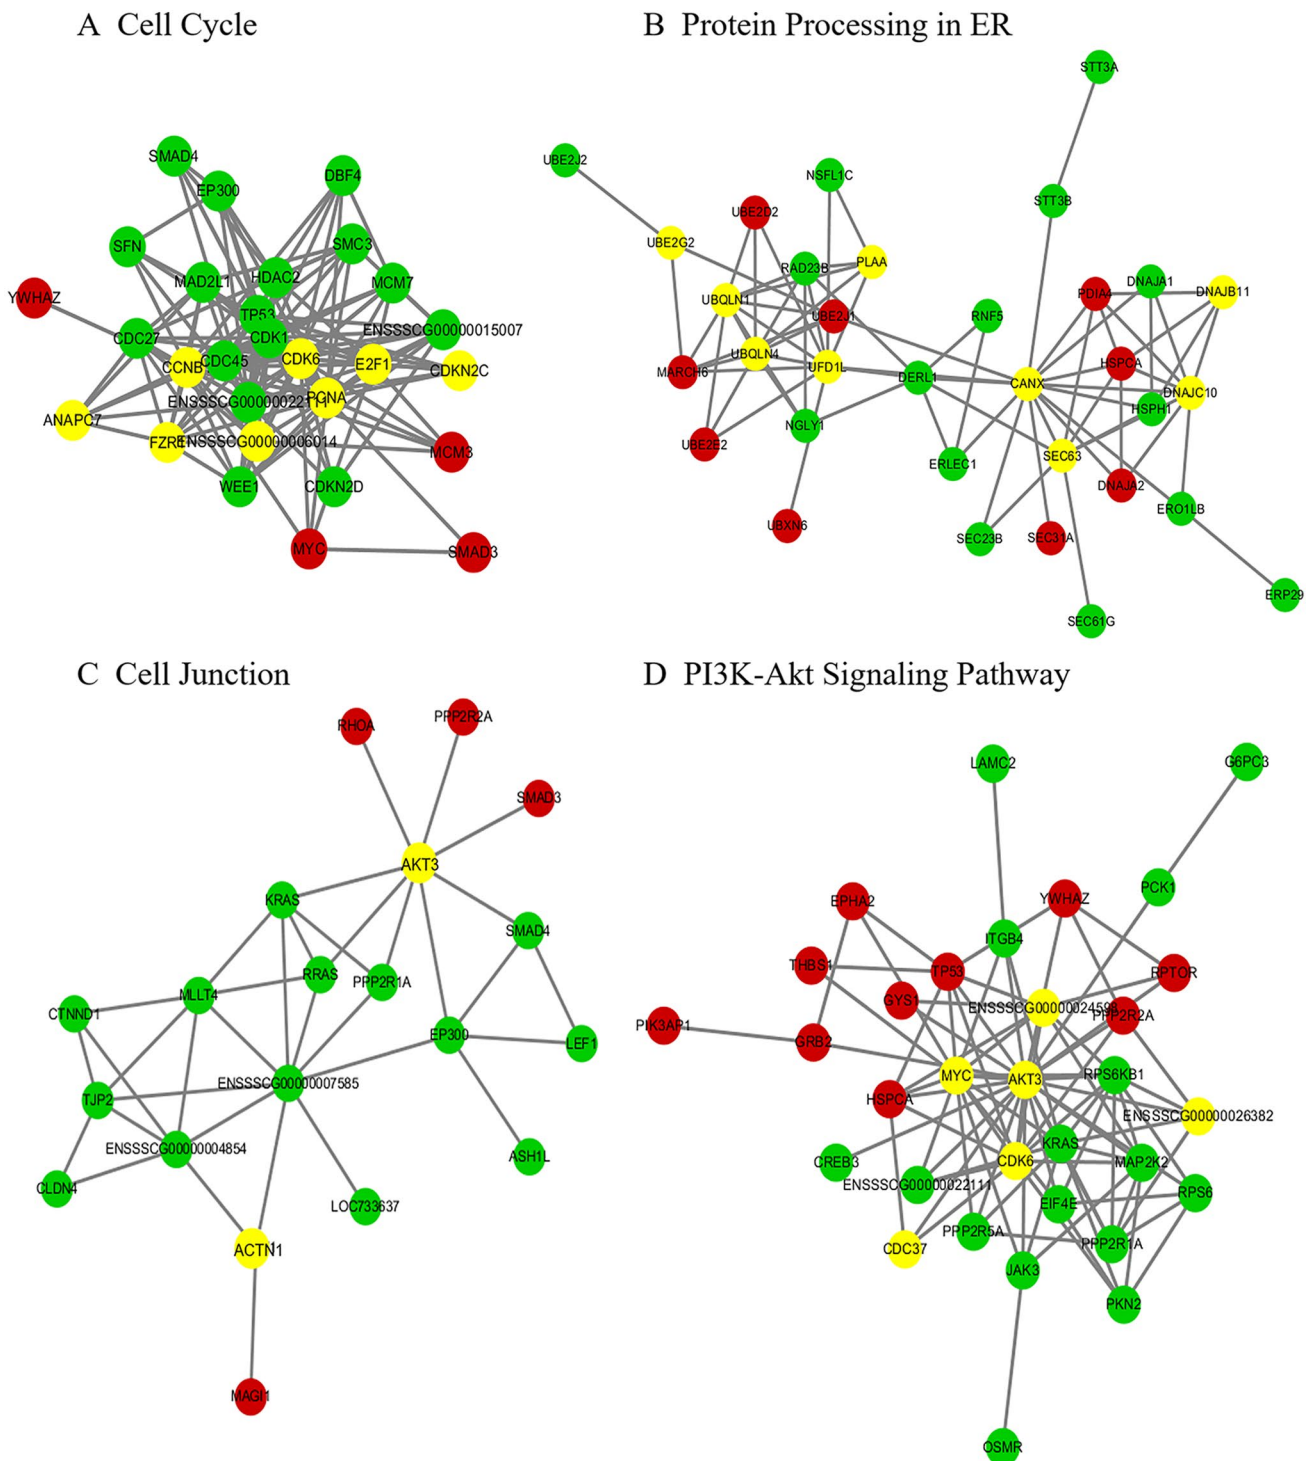 A Cell Cycle
B Protein Processing in ER
STT3A
SMAD4
UBE2J2
EP300
DBF4
NSFL1C
STT3B
UBE2D2
SFN
SMC3
UBE2G2
MAD2L1
HDAC2
MCM7
RAD23B
PLAA
YWHAZ
PDIA4
DNAJA1
DNAJB11
UBQLN1
TP53
UBE2J1
RNF5
CDC27
CDK1
ENSSSCG00000015007
CCNB
CDC45
CDK6
E2F1
CDKN2C
UBQLN4
UFD1L
MARCH6
DERL1
CANX
HSPCA
DNAJC10
ENSSSCG00000022111
PCNA
HSPH1
ANAPC7
FZR1
ENSSSCG00000006014
MCM3
UBE2E2
NGLY1
ERLEC1
SEC63
WEE1
CDKN2D
DNAJA2
ERO1LB
UBXN6
SEC23B
SEC31A
MYC
SMAD3
ERP29
SEC61G
C Cell Junction
D PI3K-Akt Signaling Pathway
RHOA
PPP2R2A
SMAD3
AKT3
KRAS
SMAD4
RRAS
PPP2R1A
MLLT4
CTNND1
EP300
LEF1
ENSSSCG00000007585
TJP2
ENSSSCG00000004854
ASH1L
CLDN4
LOC733637
ACTN1
MAGI1
LAMC2
G6PC3
PCK1
EPHA2
YWHAZ
ITGB4
THBS1
TP53
RPTOR
GYS1
ENSSSCG00000024598
PPP2R2A
PIK3AP1
GRB2
MYC
AKT3
RPS6KB1
HSPCA
ENSSSCG00000026382
KRAS
CREB3
CDK6
MAP2K2
ENSSSCG00000022111
RPS6
EIF4E
PPP2R5A
PPP2R1A
CDC37
JAK3
PKN2
OSMR